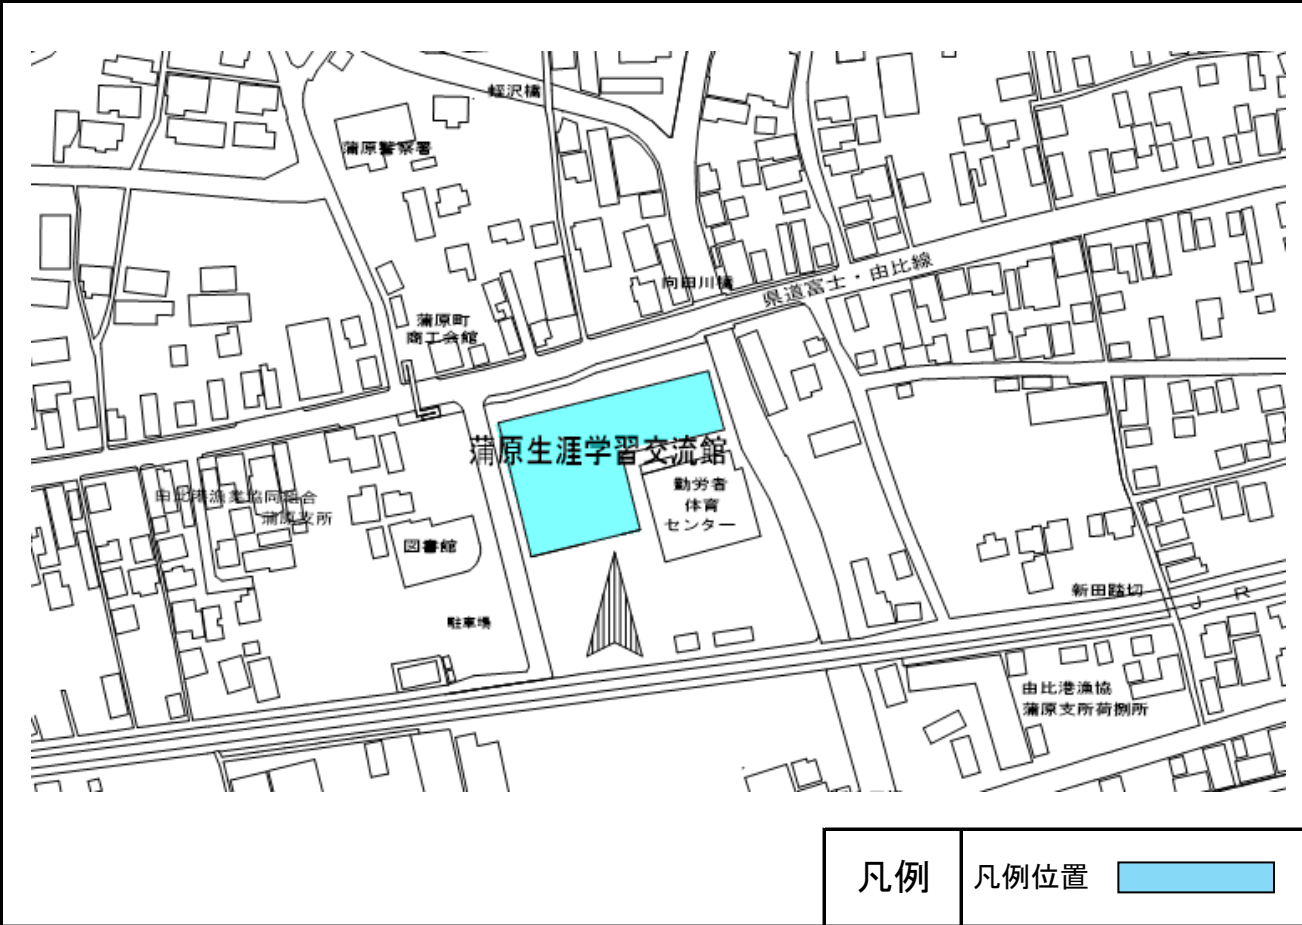 蛭沢橋
蒲原警察署
向田川橋
県道富士・由比線
蒲原町
商工会館
蒲原生涯学習交流館
勤労者
体育
センター
由比港漁業協同組合
蒲原支所
図書館
駐車場
新田踏切
JR
由比港漁協
蒲原支所荷捌所
凡例
凡例位置